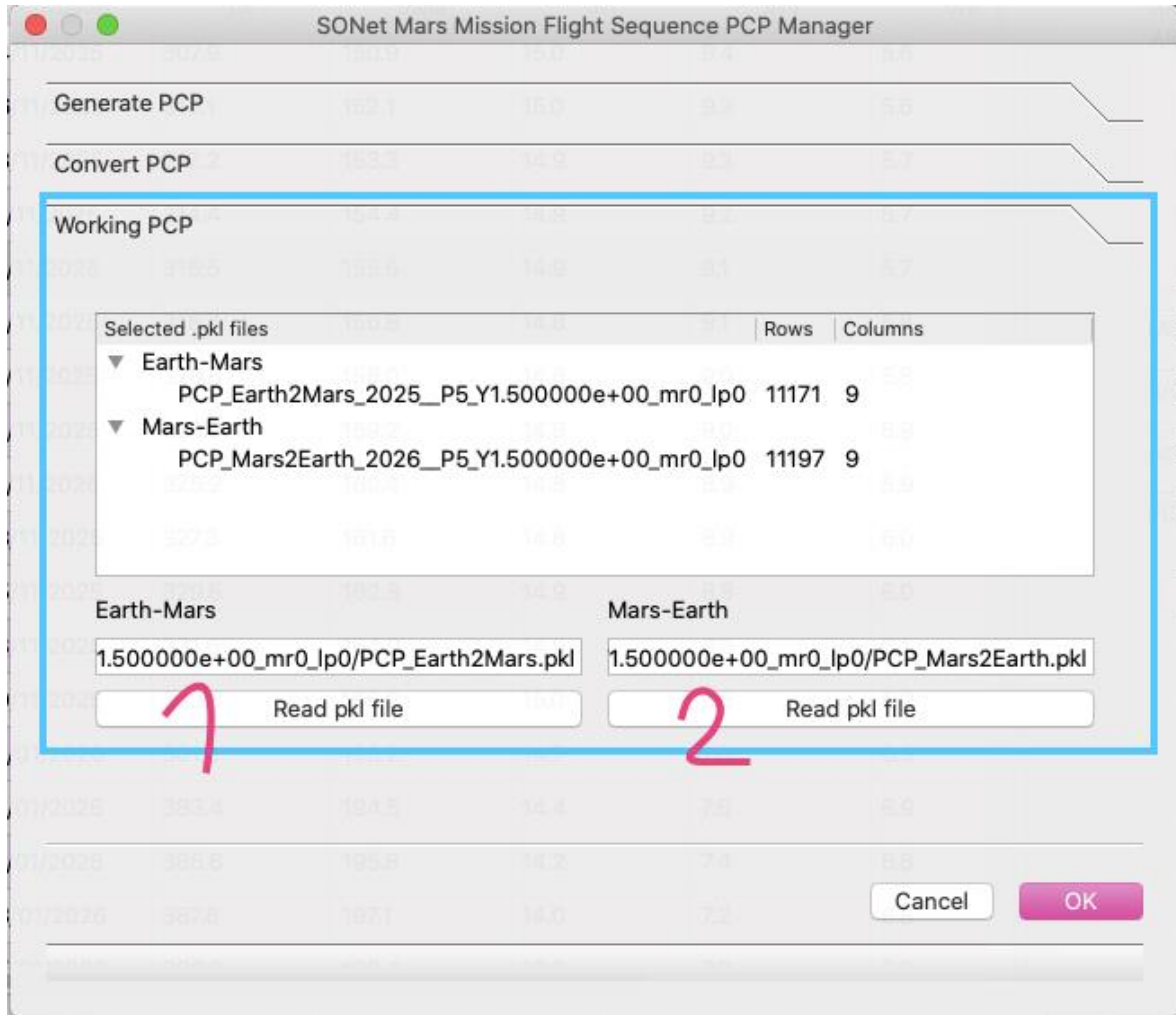 SONet Mars Mission Flight Sequence PCP Manager
Generate PCP
Convert PCP
Working PCP
Selected .pkl files Rows Columns
Earth-Mars
PCP_Earth2Mars_2025__P5_Y1.500000e+00_mr0_lp0 11171 9
Mars-Earth
PCP_Mars2Earth_2026__P5_Y1.500000e+00_mr0_lp0 11197 9
Earth-Mars Mars-Earth
1.500000e+00_mr0_lp0/PCP_Earth2Mars.pkl 1.500000e+00_mr0_lp0/PCP_Mars2Earth.pkl
Read pkl file Read pkl file
1 2
Cancel OK